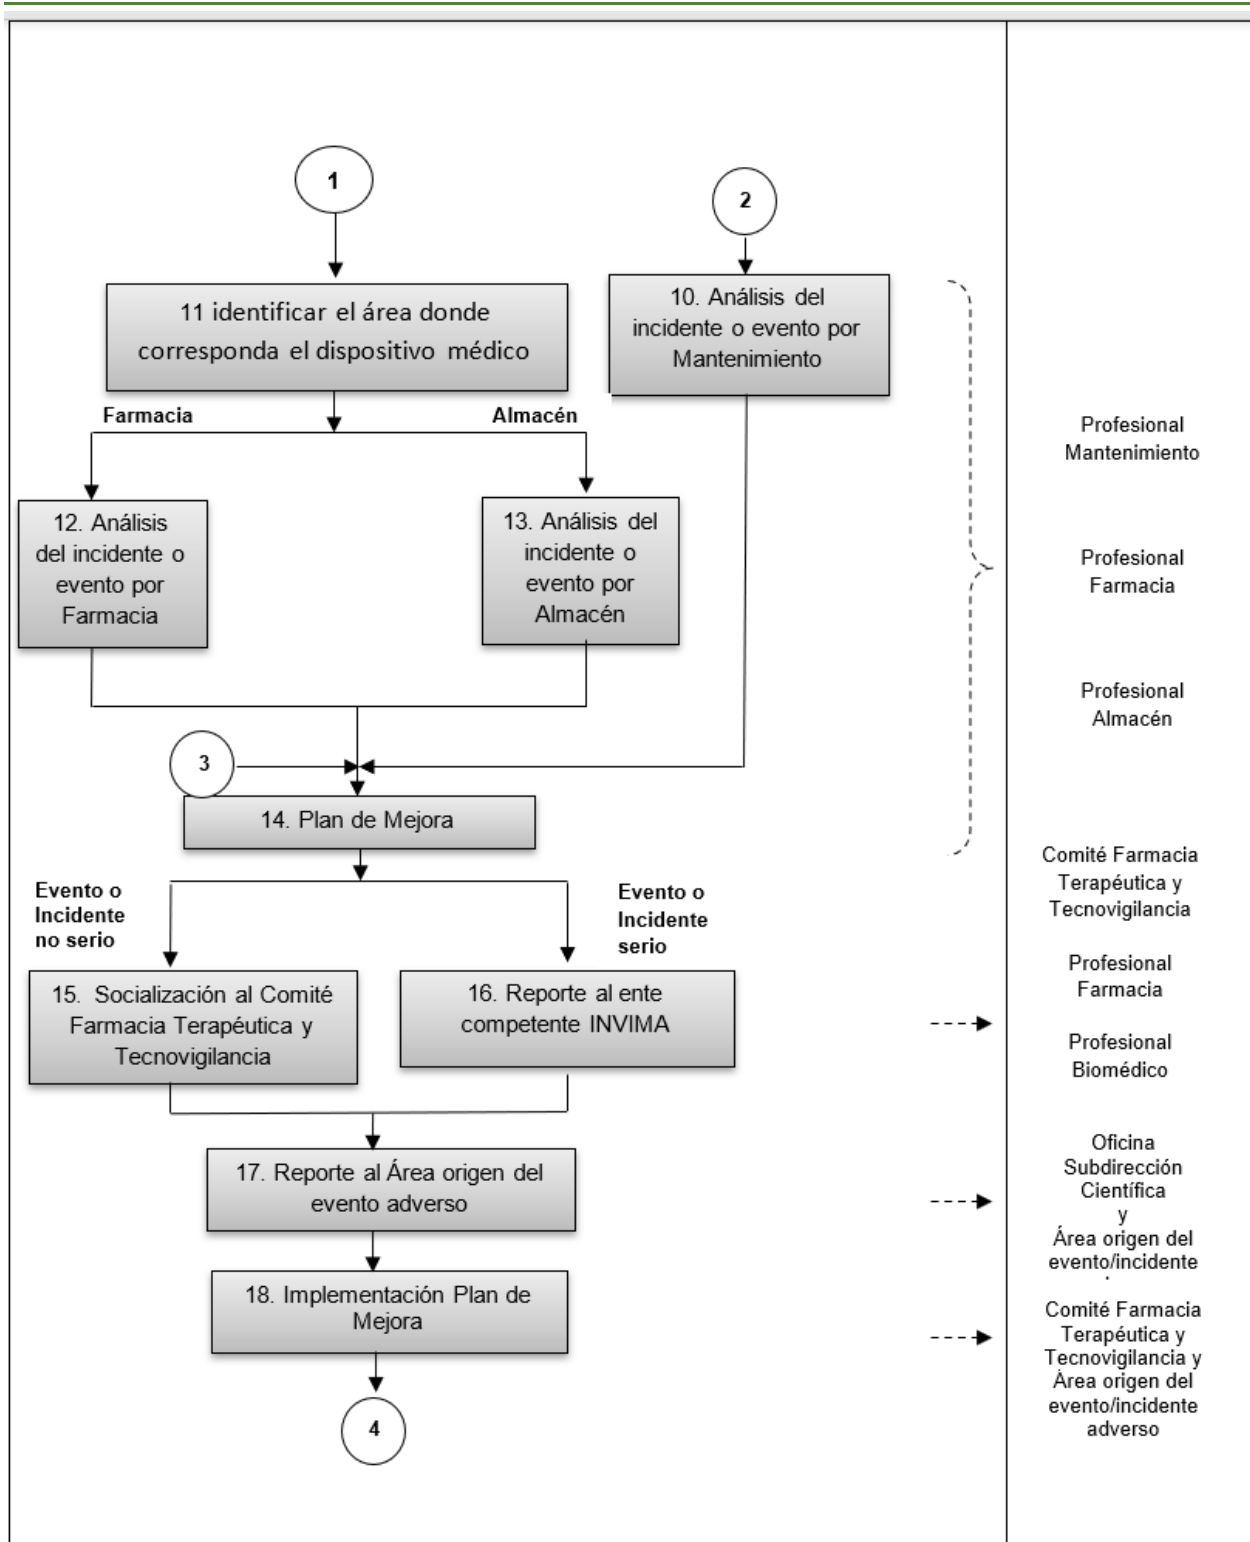 1
2
11 identificar el área donde
corresponda el dispositivo médico
10. Análisis del
incidente o evento por
Mantenimiento
Farmacia
Almacén
12. Análisis
del incidente o
evento por
Farmacia
13. Análisis del
incidente o
evento por
Almacén
3
14. Plan de Mejora
Evento o
Incidente
no serio
Evento o
Incidente
serio
15. Socialización al Comité
Farmacia Terapéutica y
Tecnovigilancia
16. Reporte al ente
competente INVIMA
17. Reporte al Área origen del
evento adverso
18. Implementación Plan de
Mejora
4
Profesional
Mantenimiento
Profesional
Farmacia
Profesional
Almacén
Comité Farmacia
Terapéutica y
Tecnovigilancia
Profesional
Farmacia
Profesional
Biomédico
Oficina
Subdirección
Científica
y
Área origen del
evento/incidente
Comité Farmacia
Terapéutica y
Tecnovigilancia y
Área origen del
evento/incidente
adverso